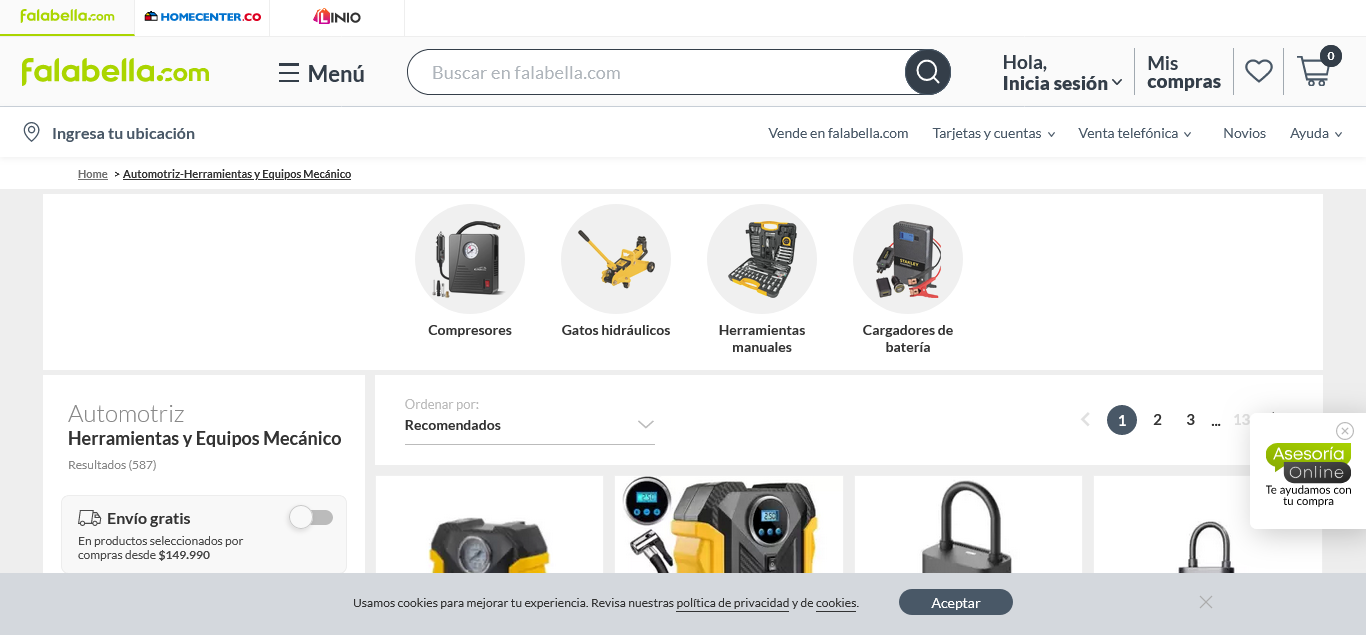 falabella.com
HOMECENTER.CO
LINIO
falabella.com
Menú
Buscar en falabella.com
Hola,
Inicia sesión
Mis
compras
0
Ingresa tu ubicación
Vende en falabella.com
Tarjetas y cuentas
Venta telefónica
Novios
Ayuda
Home > Automotriz-Herramientas y Equipos Mecánico
Compresores
Gatos hidráulicos
Herramientas
manuales
STANLEY
Cargadores de
batería
Automotriz
Herramientas y Equipos Mecánico
Resultados (587)
Ordenar por:
Recomendados
1 2 3 ... 13
Asesoría
Online
Te ayudamos con
tu compra
Envío gratis
En productos seleccionados por
compras desde $149.990
Usamos cookies para mejorar tu experiencia. Revisa nuestras política de privacidad y de cookies.
Aceptar